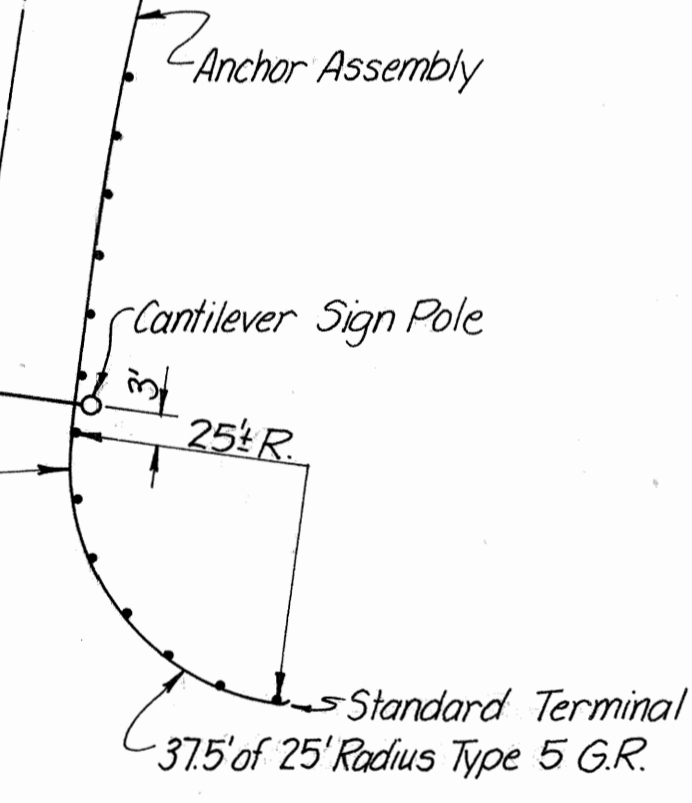 Anchor Assembly
Cantilever Sign Pole
3'
25'± R.
Standard Terminal
37.5' of 25' Radius Type 5 G.R.